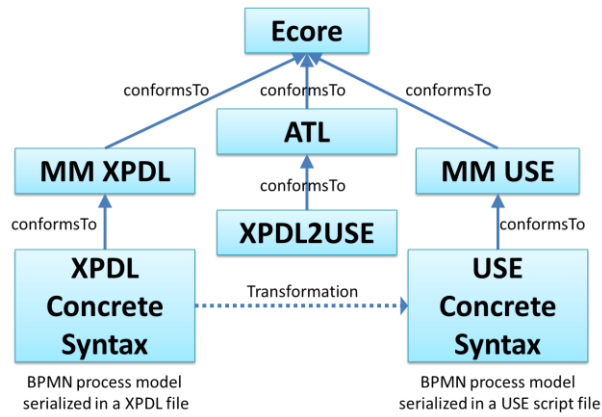 Ecore
conformsTo conformsTo conformsTo
ATL
MM XPDL MM USE
conformsTo conformsTo conformsTo
XPDL2USE
XPDL
Concrete
Syntax
Transformation
USE
Concrete
Syntax
BPMN process model
serialized in a XPDL file
BPMN process model
serialized in a USE script file